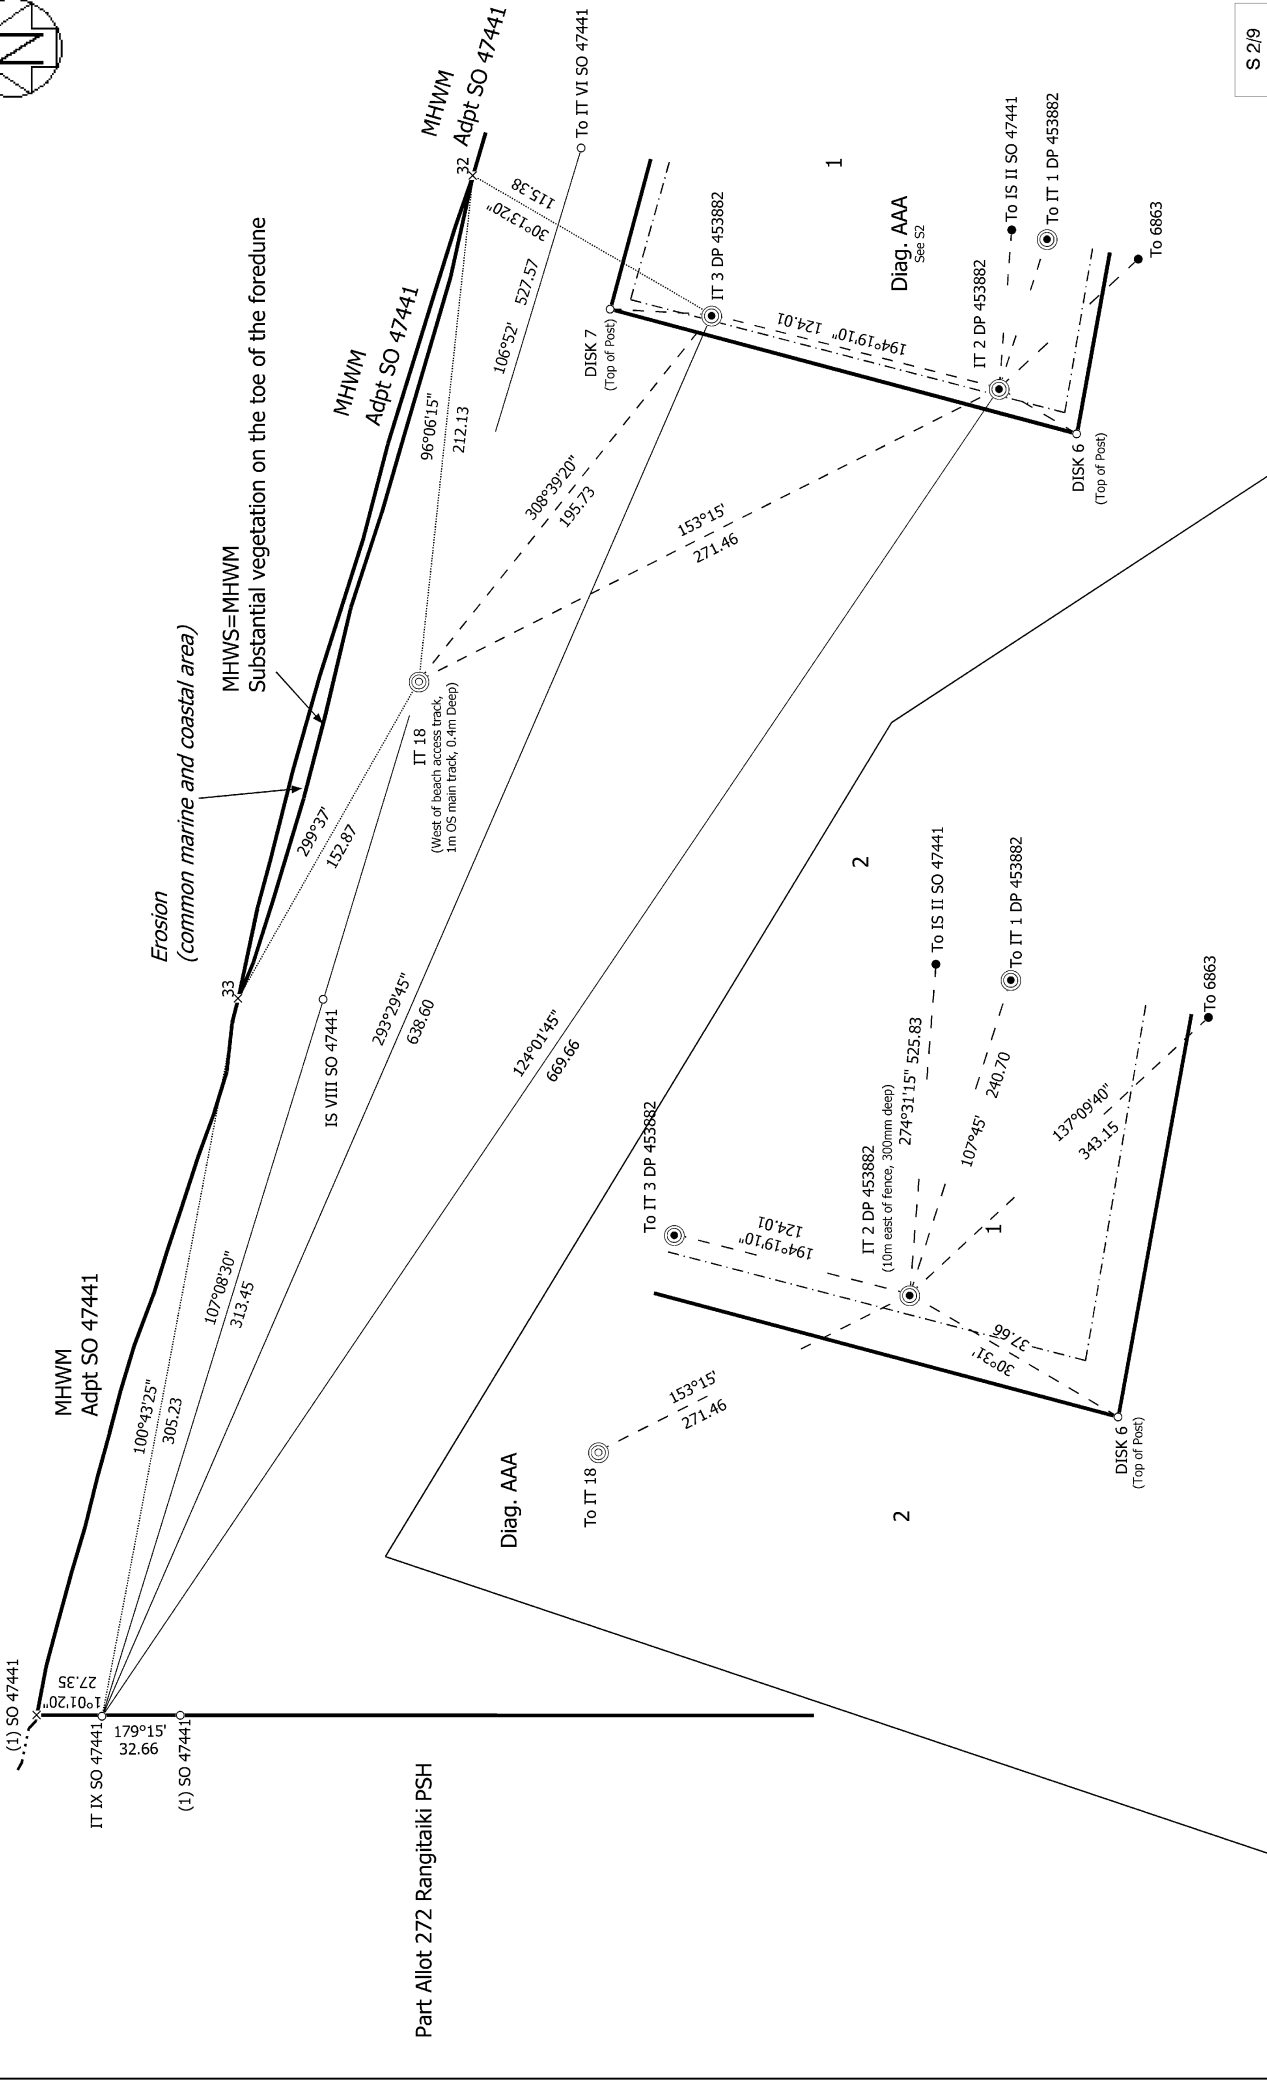 N
(1) SO 47441
27.35
1°01'20"
IT IX SO 47441
179°15'
32.66
(1) SO 47441
MHWM
Adpt SO 47441
100°43'25"
305.23
107°08'30"
313.45
IS VIII SO 47441
293°29'45"
638.60
124°01'45"
669.66
33
Erosion
(common marine and coastal area)
MHWS=MHWM
Substantial vegetation on the toe of the foredune
299°37'
152.87
IT 18
(West of beach access track,
1m OS main track, 0.4m Deep)
MHWM
Adpt SO 47441
96°06'15"
212.13
MHWM
Adpt SO 47441
32
115.38
30°13'20"
106°52' 527.57
To IT VI SO 47441
308°39'20"
195.73
153°15'
271.46
DISK 7
(Top of Post)
IT 3 DP 453882
194°19'10" 124.01
1
Diag. AAA
See S2
IT 2 DP 453882
To IS II SO 47441
To IT 1 DP 453882
To 6863
DISK 6
(Top of Post)
2
Part Allot 272 Rangitaiki PSH
Diag. AAA
To IT 18
153°15'
271.46
To IT 3 DP 453882
124.01
194°19'10"
IT 2 DP 453882
(10m east of fence, 300mm deep)
274°31'15" 525.83
To IS II SO 47441
107°45' 240.70
To IT 1 DP 453882
137°09'40"
343.15
To 6863
1
37.66
30°31'
DISK 6
(Top of Post)
2
S 2/9